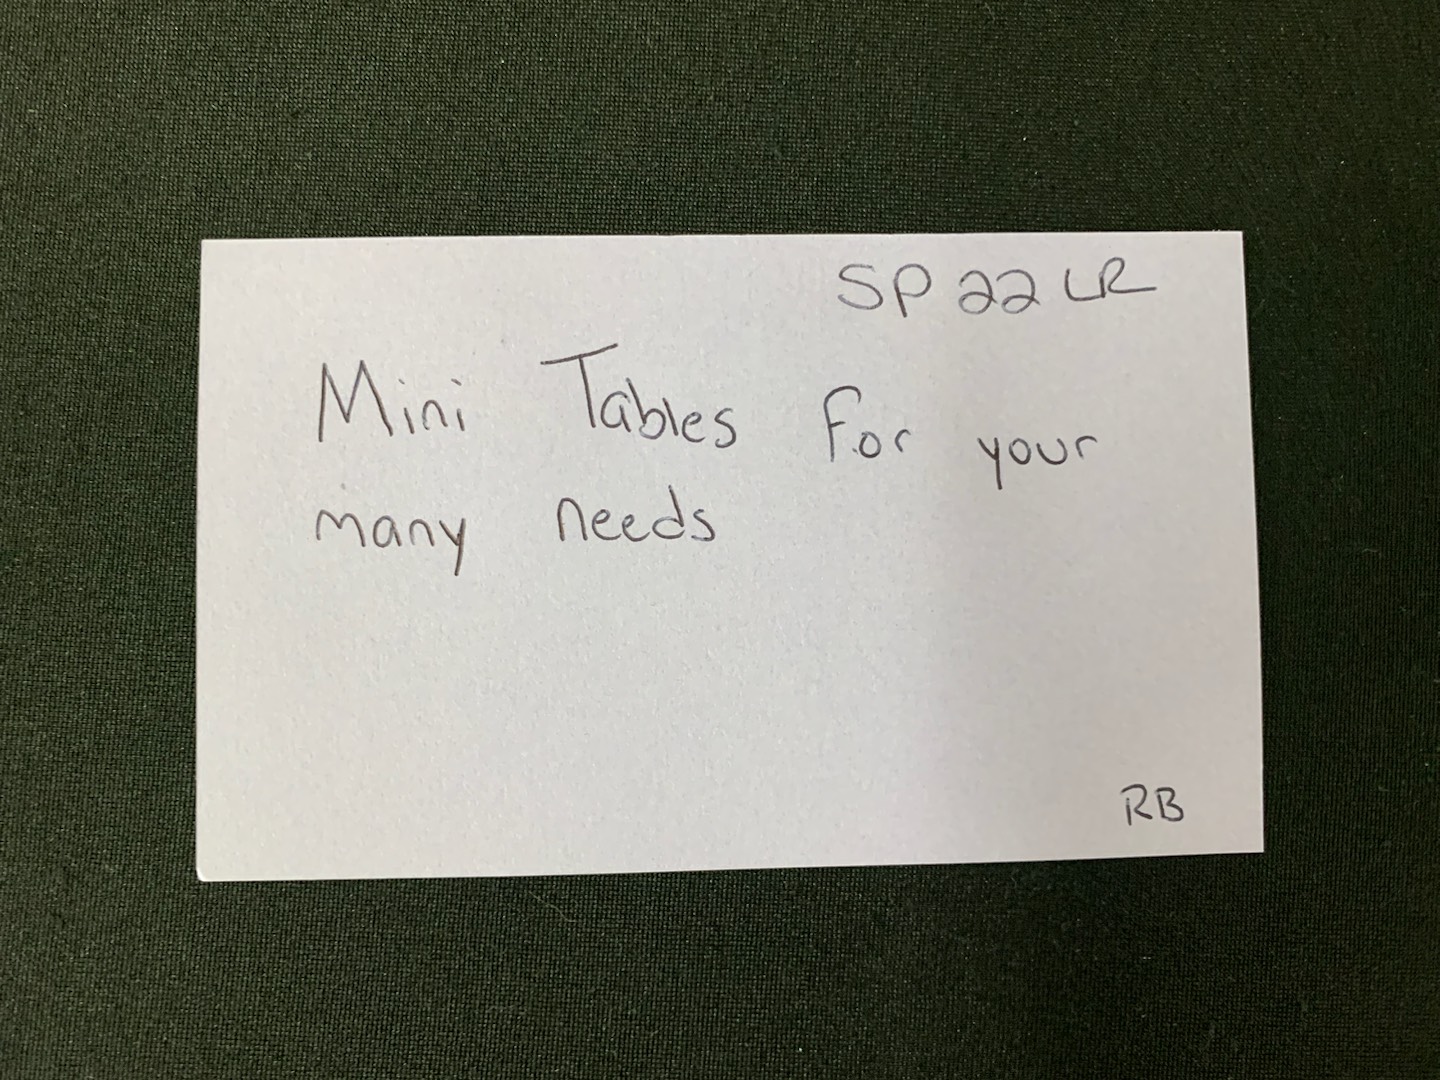 SP 22 LR
Mini Tables for your
many needs
RB